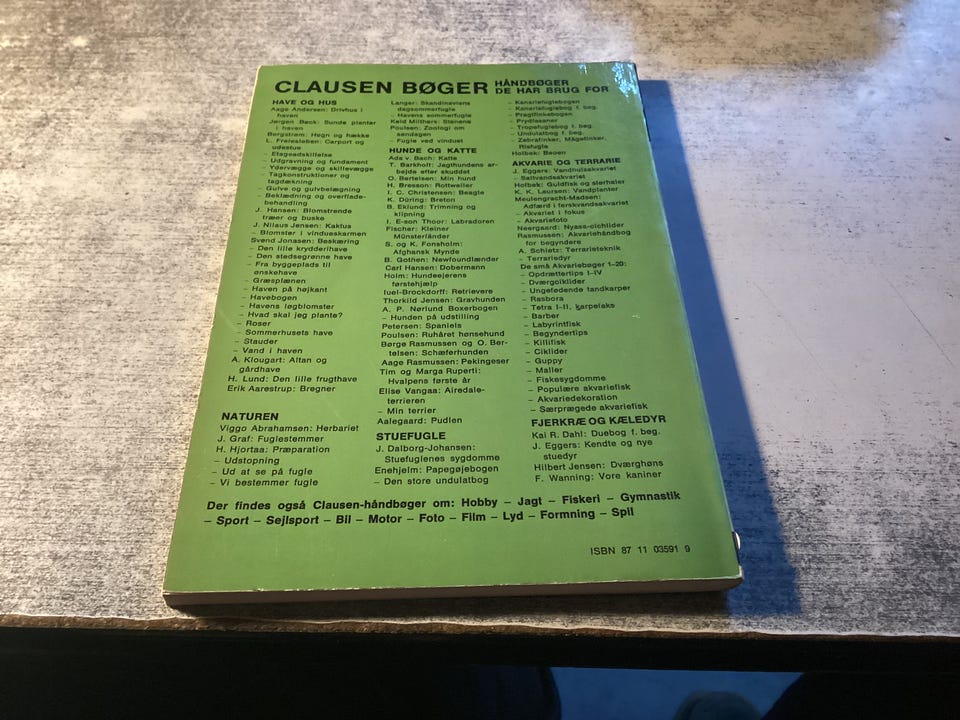 CLAUSEN BØGER HÅNDBØGER
DE HAR BRUG FOR
HAVE OG HUS
Aage Andersen: Drivhus i
haven
Jørgen Bøck: Sunde planter
i haven
Bergstrøm: Hegn og hække
L. Freiesleben: Carport og
udestue
– Etageadskillelse
– Udgravning og fundament
– Ydervægge og skillevægge
– Tagkonstruktioner og
tagdækning
– Gulve og gulvbelægning
– Beklædning og overflade-
behandling
J. Hansen: Blomstrende
træer og buske
J. Nilaus Jensen: Kaktus
– Blomster i vindueskarmen
Svend Jonasen: Beskæring
– Den lille krydderihave
– Den stedsegrønne have
– Fra byggeplads til
ønskehave
– Græsplænen
– Haven på højkant
– Havebogen
– Havens løgblomster
– Hvad skal jeg plante?
– Roser
– Sommerhusets have
– Stauder
– Vand i haven
A. Klougart: Altan og
gårdhave
H. Lund: Den lille frugthave
Erik Aarestrup: Bregner
NATUREN
Viggo Abrahamsen: Herbariet
J. Graf: Fuglestemmer
H. Hjortaa: Præparation
– Udstopning
– Ud at se på fugle
– Vi bestemmer fugle
Langer: Skandinaviens
dagsommerfugle
– Havens sommerfugle
Keld Milthers: Stenene
Poulsen: Zoologi om
søndagen
– Fugle ved vinduet
HUNDE OG KATTE
Ada v. Bach: Katte
T. Barkholt: Jagthundens ar-
bejde efter skuddet
O. Bertelsen: Min hund
H. Bresson: Rottweiler
I. C. Christensen: Beagle
K. Düring: Breton
B. Eklund: Trimning og
klipning
I. E-son Thoor: Labradoren
Fischer: Kleiner
Münsterländer
S. og K. Fonsholm:
Afghansk Mynde
B. Gothen: Newfoundlænder
Carl Hansen: Dobermann
Holm: Hundeejerens
førstehjælp
Iuel-Brockdorff: Retrievere
Thorkild Jensen: Gravhunden
A. P. Nørlund Boxerbogen
– Hunden på udstilling
Petersen: Spaniels
Poulsen: Ruhåret hønsehund
Børge Rasmussen og O. Ber-
telsen: Schæferhunden
Aage Rasmussen: Pekingeser
Tim og Marga Ruperti:
Hvalpens første år
Elise Vangaa: Airedale-
terrieren
– Min terrier
Aalegaard: Pudlen
STUEFUGLE
J. Dalborg-Johansen:
Stuefuglenes sygdomme
Enehjelm: Papegøjebogen
– Den store undulatbog
– Kanariefuglebogen
– Kanariefuglebog f. beg.
– Pragtfinkebogen
– Prydfasaner
– Tropefuglebog f. beg.
– Undulatbog f. beg.
– Zebrafinker, Mågefinker,
Risfugle
Holbek: Beoen
AKVARIE OG TERRARIE
J. Eggers: Vandhulsakvariet
– Saltvandsakvariet
Holbek: Guldfisk og slørhaler
K. K. Laursen: Vandplanter
Meulengracht-Madsen:
Adfærd i ferskvandsakvariet
– Akvariet i fokus
– Akvariefoto
Neergaard: Nyasa-cichlider
Rasmussen: Akvariehåndbog
for begyndere
A. Schiøtz: Terrarieteknik
– Terrariedyr
De små Akvariebøger 1–20:
– Opdrættertips I–IV
– Dværgciklider
– Ungefødende tandkarper
– Rasbora
– Tetra I–II, karpelaks
– Barber
– Labyrintfisk
– Begyndertips
– Killifisk
– Ciklider
– Guppy
– Maller
– Fiskesygdomme
– Populære akvariefisk
– Akvariedekoration
– Særprægede akvariefisk
FJERKRÆ OG KÆLEDYR
Kai R. Dahl: Duebog f. beg.
J. Eggers: Kendte og nye
stuedyr
Hilbert Jensen: Dværghøns
F. Wanning: Vore kaniner
Der findes også Clausen-håndbøger om: Hobby – Jagt – Fiskeri – Gymnastik
– Sport – Sejlsport – Bil – Motor – Foto – Film – Lyd – Formning – Spil
ISBN 87 11 03591 9